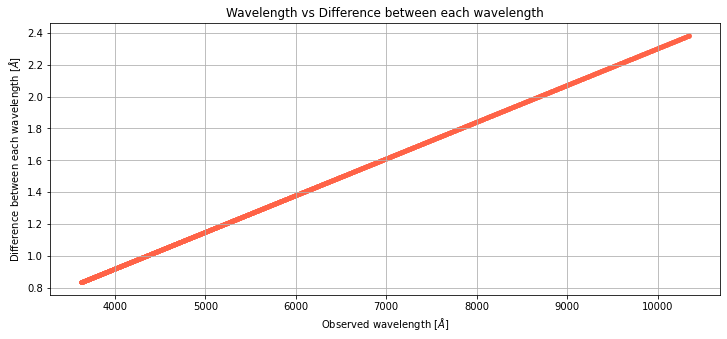 Wavelength vs Difference between each wavelength
Difference between each wavelength [Å]
2.4
2.2
2.0
1.8
1.6
1.4
1.2
1.0
0.8
4000 5000 6000 7000 8000 9000 10000
Observed wavelength [Å]